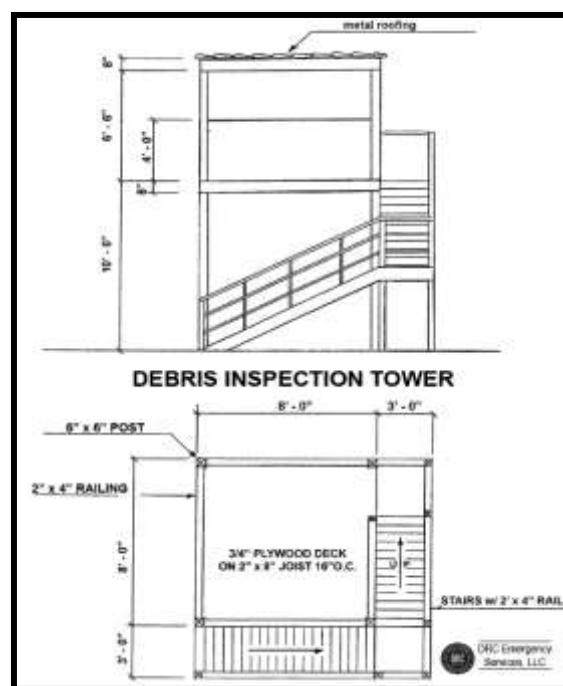 metal roofing
8"
6' - 6"
4' - 0"
8"
10' - 0"
DEBRIS INSPECTION TOWER
8' - 0"
3' - 0"
6" x 6" POST
2" x 4" RAILING
3/4" PLYWOOD DECK
ON 2" x 8" JOIST 16"O.C.
UP
8' - 0"
STAIRS w/ 2' x 4" RAIL
3' - 0"
DRC Emergency
Services, LLC